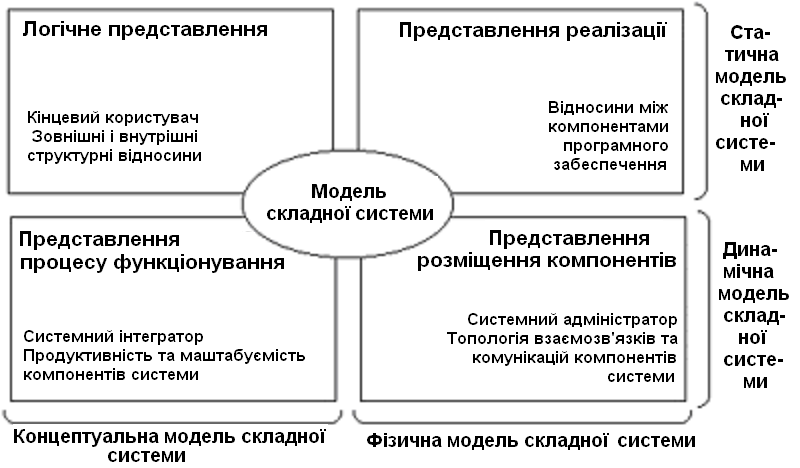 Логічне представлення
Кінцевий користувач
Зовнішні і внутрішні
структурні відносини
Представлення реалізації
Відносини між
компонентами
програмного
забезпечення
Ста-
тична
модель
склад-
ної
систе-
ми
Модель
складної системи
Представлення
процесу функціонування
Системний інтегратор
Продуктивність та маштабуємість
компонентів системи
Представлення
розміщення компонентів
Системний адміністратор
Топологія взаємозв'язків та
комунікацій компонентів
системи
Дина-
мічна
модель
склад-
ної
систе-
ми
Концептуальна модель складної
системи
Фізична модель складної системи